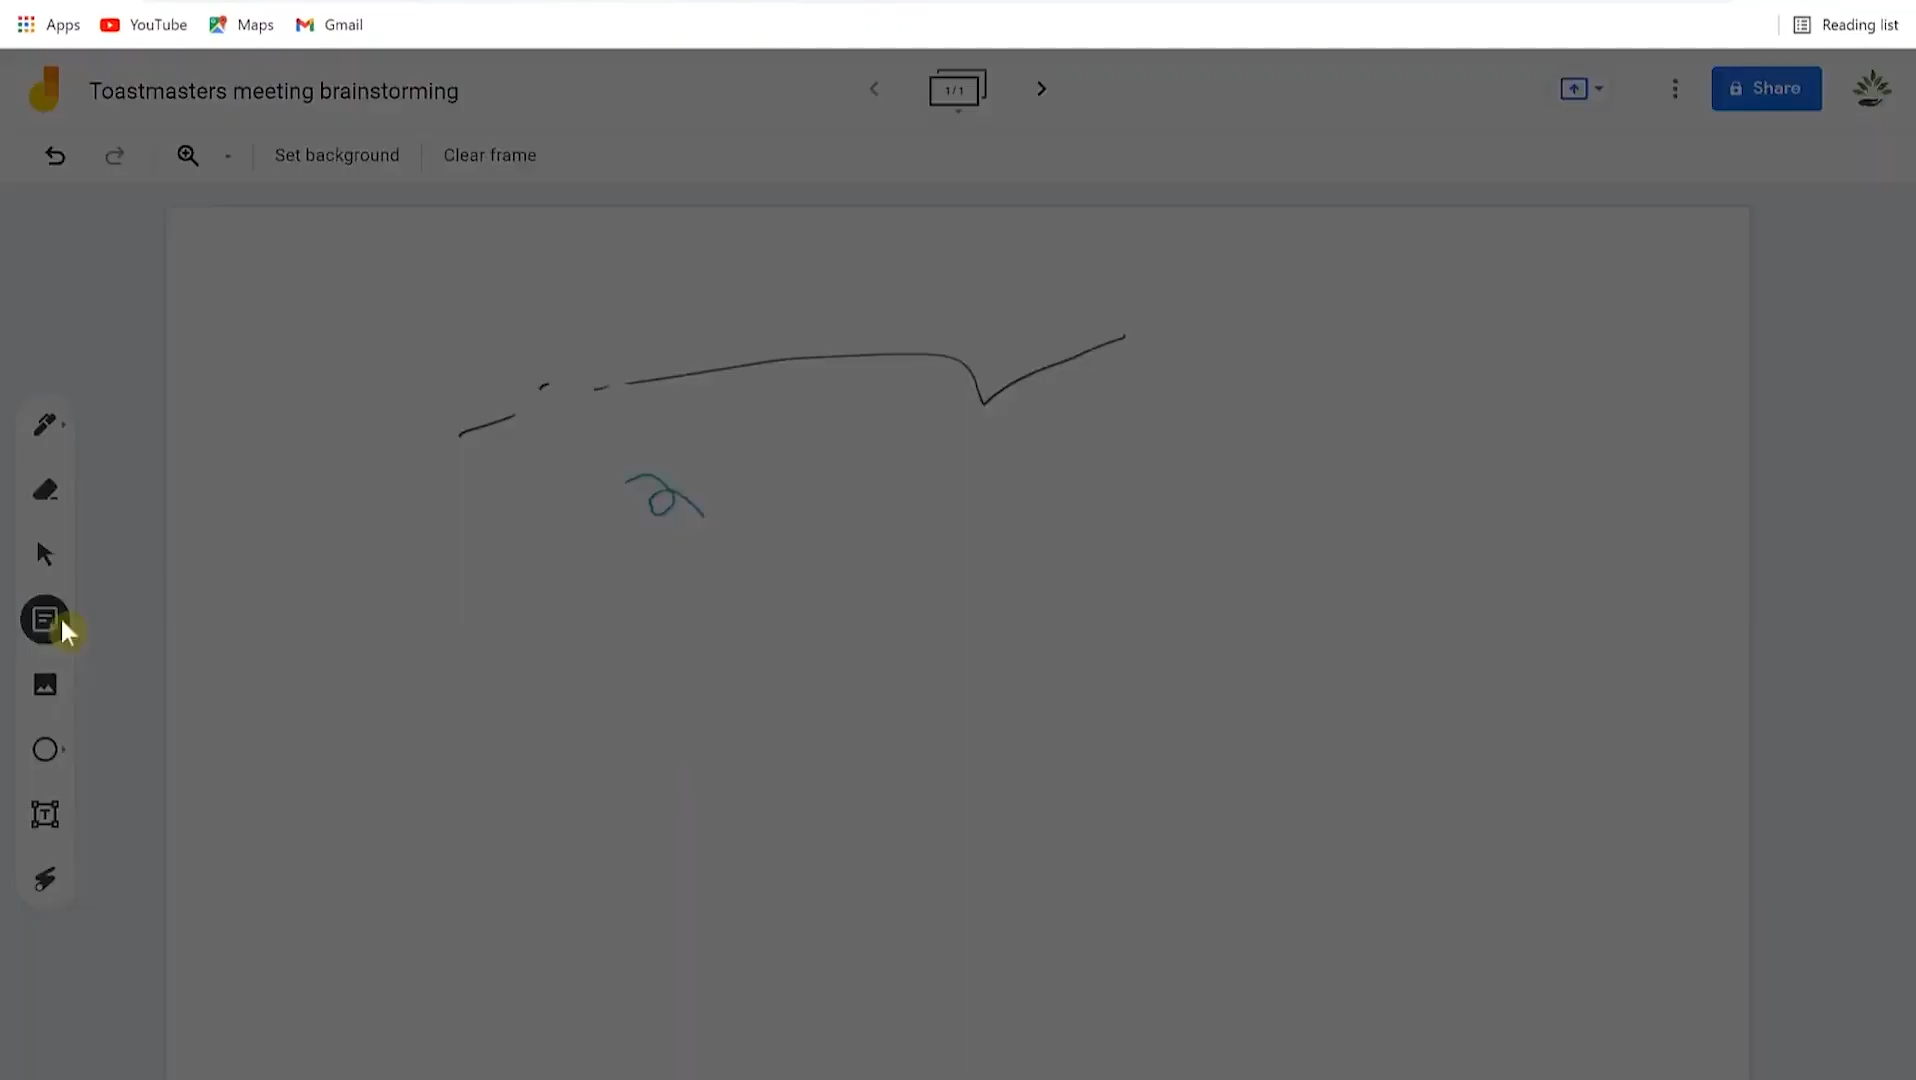 Apps YouTube Maps Gmail Reading list
Toastmasters meeting brainstorming 1/1 Share
Set background Clear frame
T